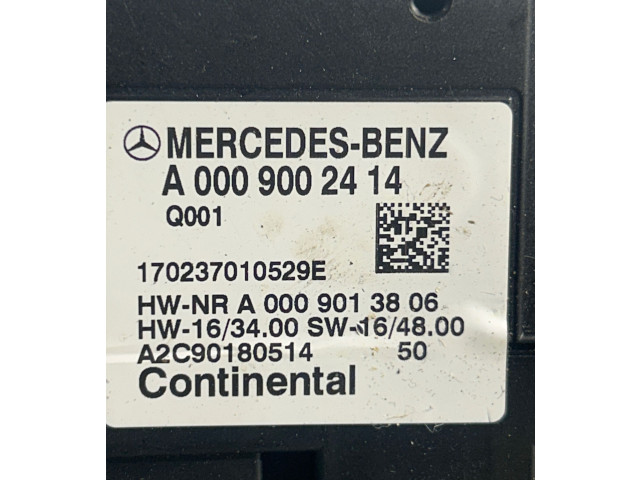 MERCEDES-BENZ
A 000 900 24 14
Q001
170237010529E
HW-NR A 000 901 38 06
HW-16/34.00 SW-16/48.00
A2C90180514 50
Continental